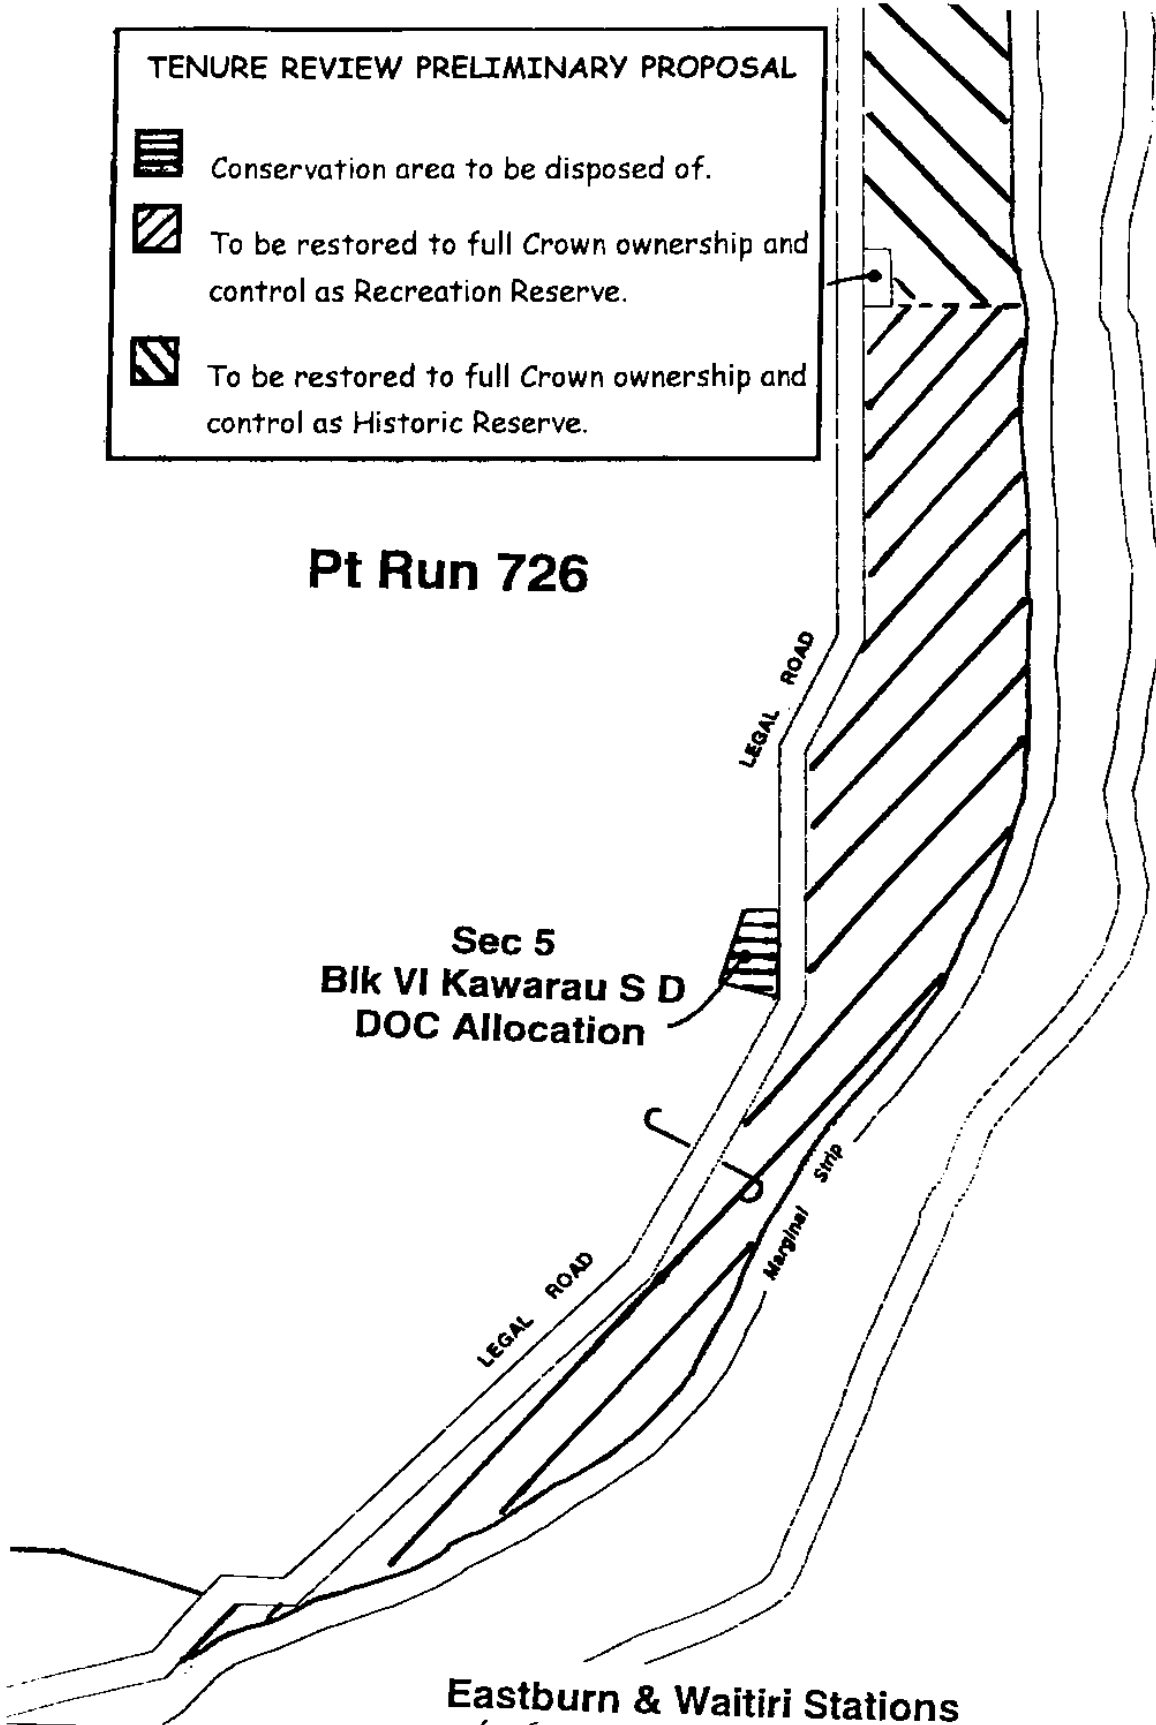 TENURE REVIEW PRELIMINARY PROPOSAL
Conservation area to be disposed of.
To be restored to full Crown ownership and
control as Recreation Reserve.
To be restored to full Crown ownership and
control as Historic Reserve.
Pt Run 726
LEGAL ROAD
Sec 5
Blk VI Kawarau S D
DOC Allocation
Marginal Strip
LEGAL ROAD
Eastburn & Waitiri Stations